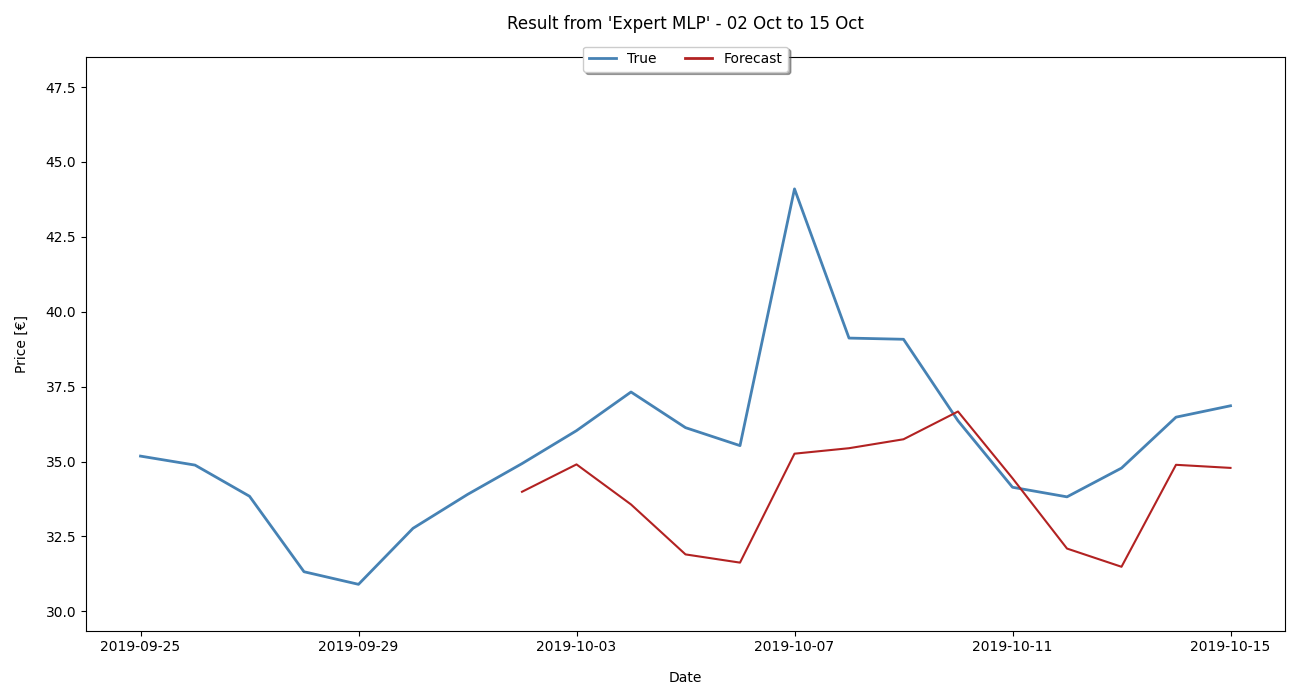 Result from 'Expert MLP' - 02 Oct to 15 Oct
True Forecast
47.5
45.0
42.5
40.0
37.5
35.0
32.5
30.0
Price [€]
2019-09-25 2019-09-29 2019-10-03 2019-10-07 2019-10-11 2019-10-15
Date